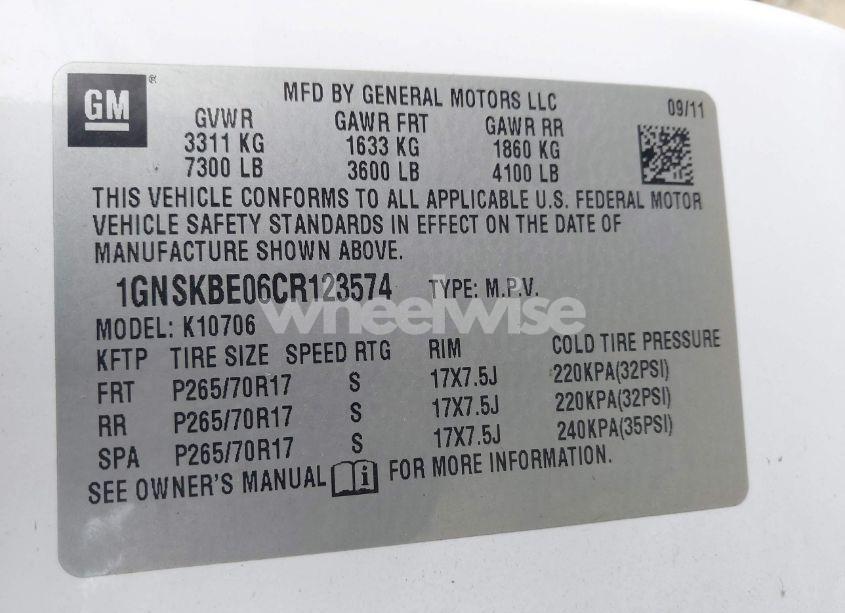 GM
®
MFD BY GENERAL MOTORS LLC
09/11
GVWR GAWR FRT GAWR RR
3311 KG 1633 KG 1860 KG
7300 LB 3600 LB 4100 LB
THIS VEHICLE CONFORMS TO ALL APPLICABLE U.S. FEDERAL MOTOR
VEHICLE SAFETY STANDARDS IN EFFECT ON THE DATE OF
MANUFACTURE SHOWN ABOVE.
1GNSKBE06CR123574 TYPE: M.P.V.
wheelwise
MODEL: K10706
KFTP TIRE SIZE SPEED RTG RIM COLD TIRE PRESSURE
FRT P265/70R17 S 17X7.5J 220KPA(32PSI)
RR P265/70R17 S 17X7.5J 220KPA(32PSI)
SPA P265/70R17 S 17X7.5J 240KPA(35PSI)
SEE OWNER'S MANUAL i FOR MORE INFORMATION.